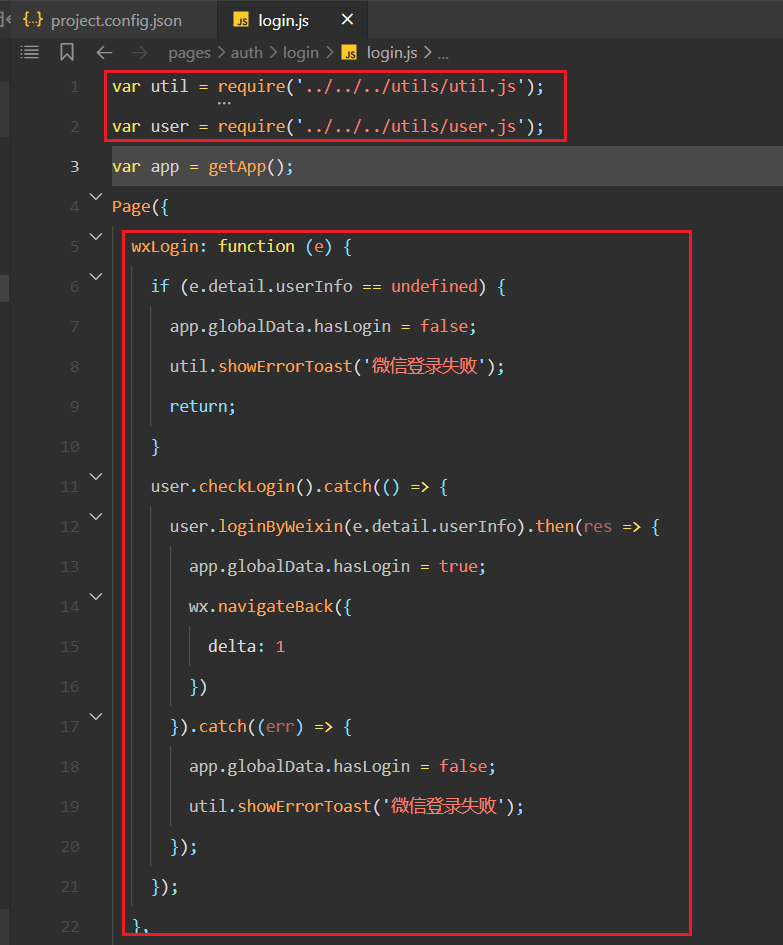 {..} project.config.json
JS login.js ×
pages > auth > login > JS login.js > ...
1 var util = require('../../../utils/util.js');
2 var user = require('../../../utils/user.js');
3 var app = getApp();
4 Page({
5 wxLogin: function (e) {
6 if (e.detail.userInfo == undefined) {
7 app.globalData.hasLogin = false;
8 util.showErrorToast('微信登录失败');
9 return;
10 }
11 user.checkLogin().catch(() => {
12 user.loginByWeixin(e.detail.userInfo).then(res => {
13 app.globalData.hasLogin = true;
14 wx.navigateBack({
15 delta: 1
16 })
17 }).catch((err) => {
18 app.globalData.hasLogin = false;
19 util.showErrorToast('微信登录失败');
20 });
21 });
22 },